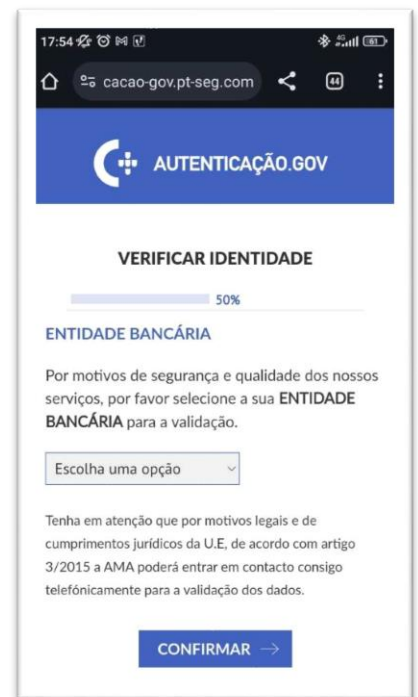 17:54
4G 61
cacao-gov.pt-seg.com 44
AUTENTICAÇÃO.GOV
VERIFICAR IDENTIDADE
50%
ENTIDADE BANCÁRIA
Por motivos de segurança e qualidade dos nossos
serviços, por favor selecione a sua ENTIDADE
BANCÁRIA para a validação.
Escolha uma opção
Tenha em atenção que por motivos legais e de
cumprimentos jurídicos da U.E, de acordo com artigo
3/2015 a AMA poderá entrar em contacto consigo
telefónicamente para a validação dos dados.
CONFIRMAR →